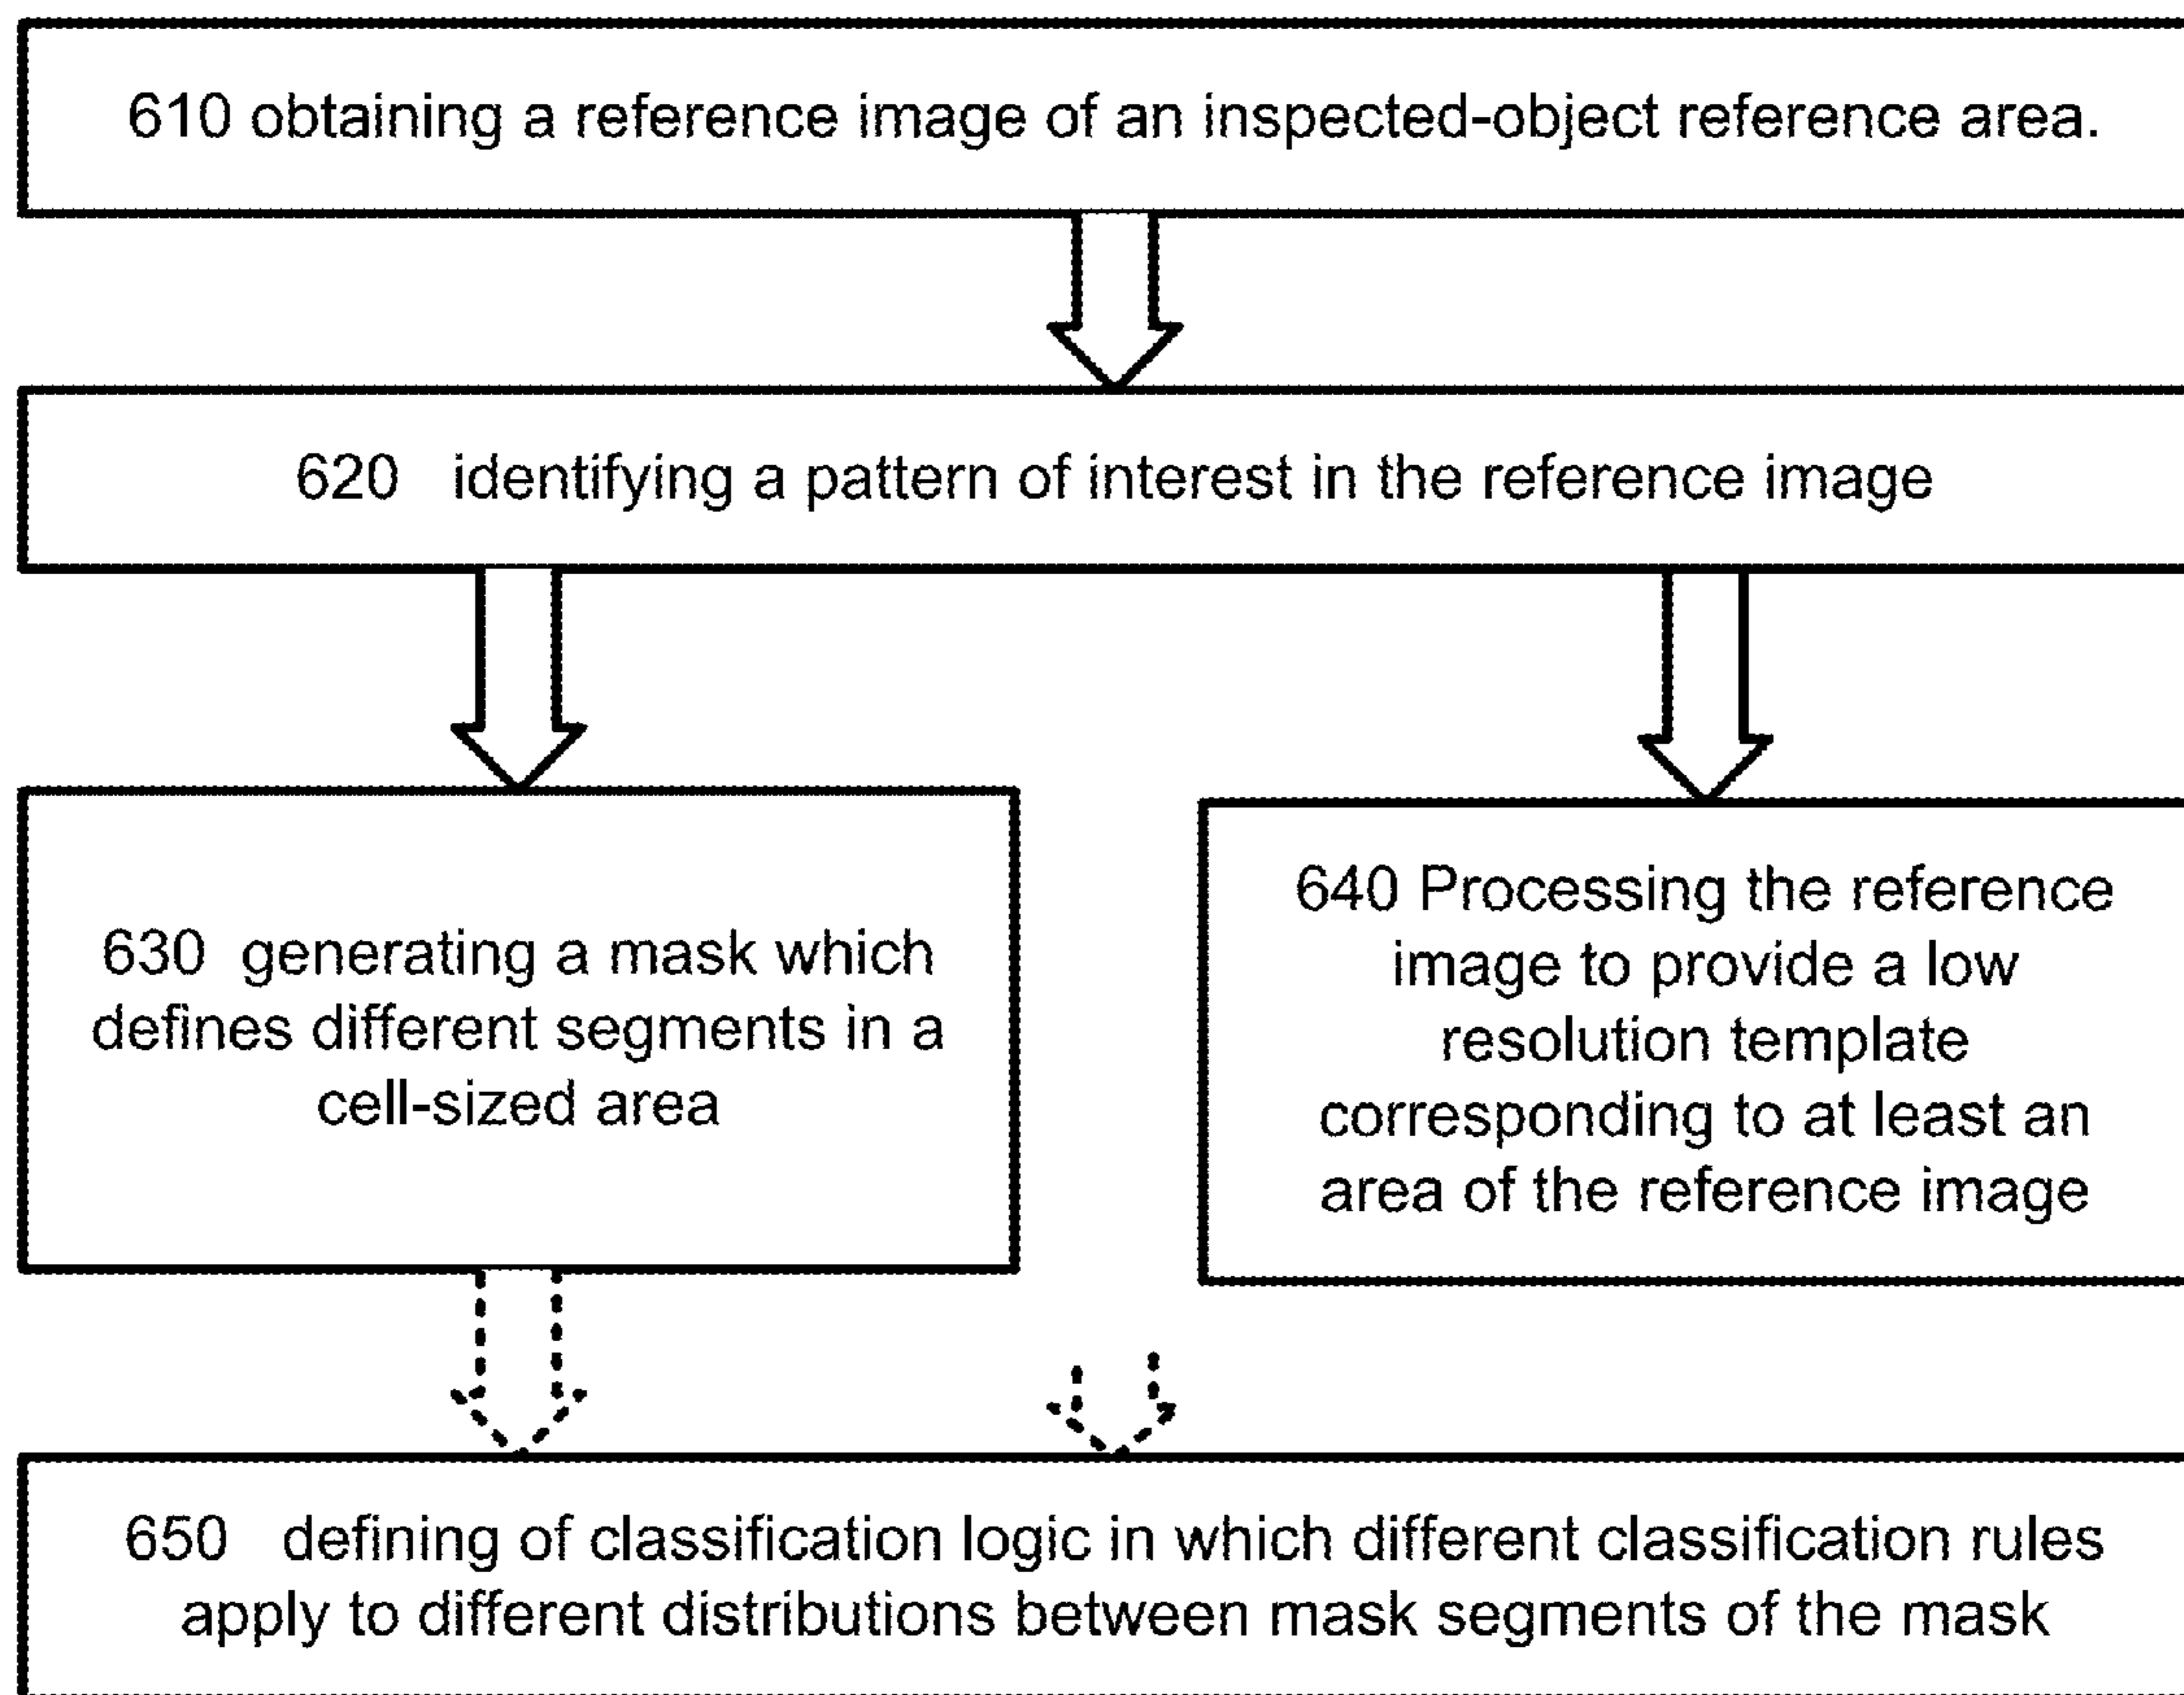 610 obtaining a reference image of an inspected-object reference area.
620 identifying a pattern of interest in the reference image
630 generating a mask which
defines different segments in a
cell-sized area
640 Processing the reference
image to provide a low
resolution template
corresponding to at least an
area of the reference image
650 defining of classification logic in which different classification rules
apply to different distributions between mask segments of the mask